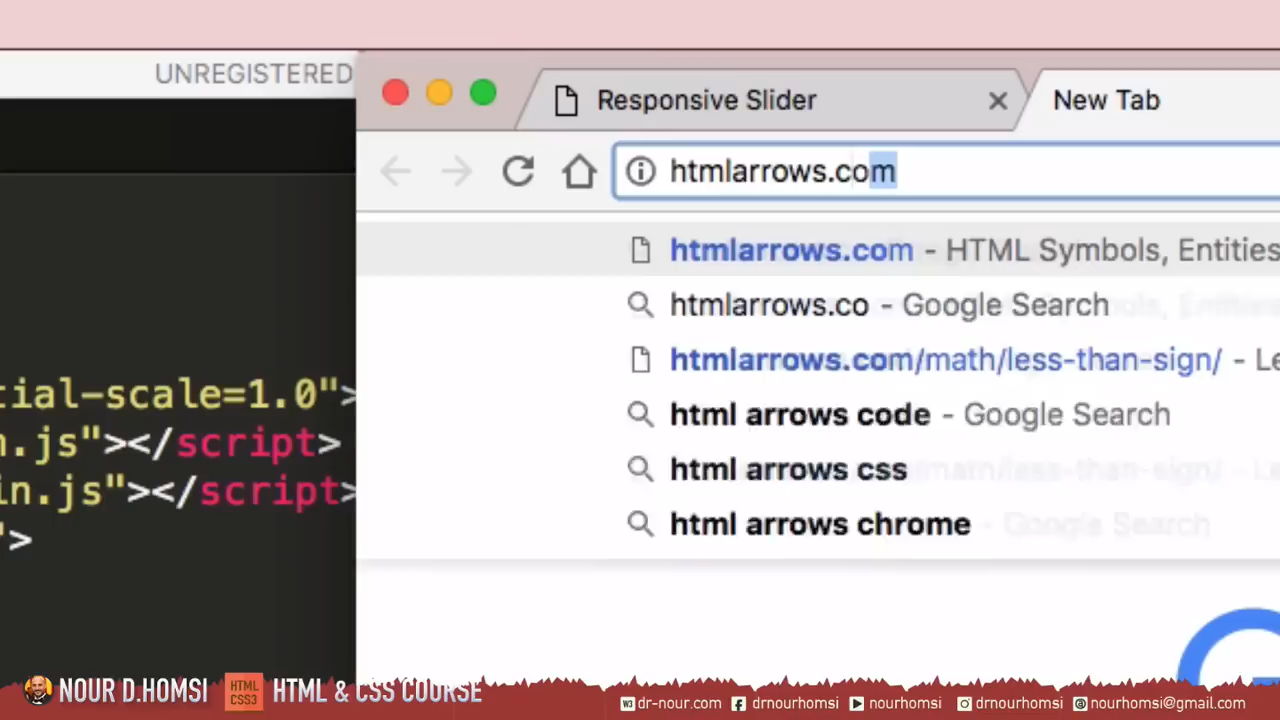 UNREGISTERED
Responsive Slider
New Tab
htmlarrows.com
htmlarrows.com - HTML Symbols, Entities
htmlarrows.co - Google Search
htmlarrows.com/math/less-than-sign/ - Le
html arrows code - Google Search
html arrows css
html arrows chrome - Google Search
tial-scale=1.0">
n.js"></script>
in.js"></script>
">
NOUR D.HOMSI
HTML CSS3
HTML & CSS COURSE
dr-nour.com
drnourhomsi
nourhomsi
drnourhomsi
nourhomsi@gmail.com